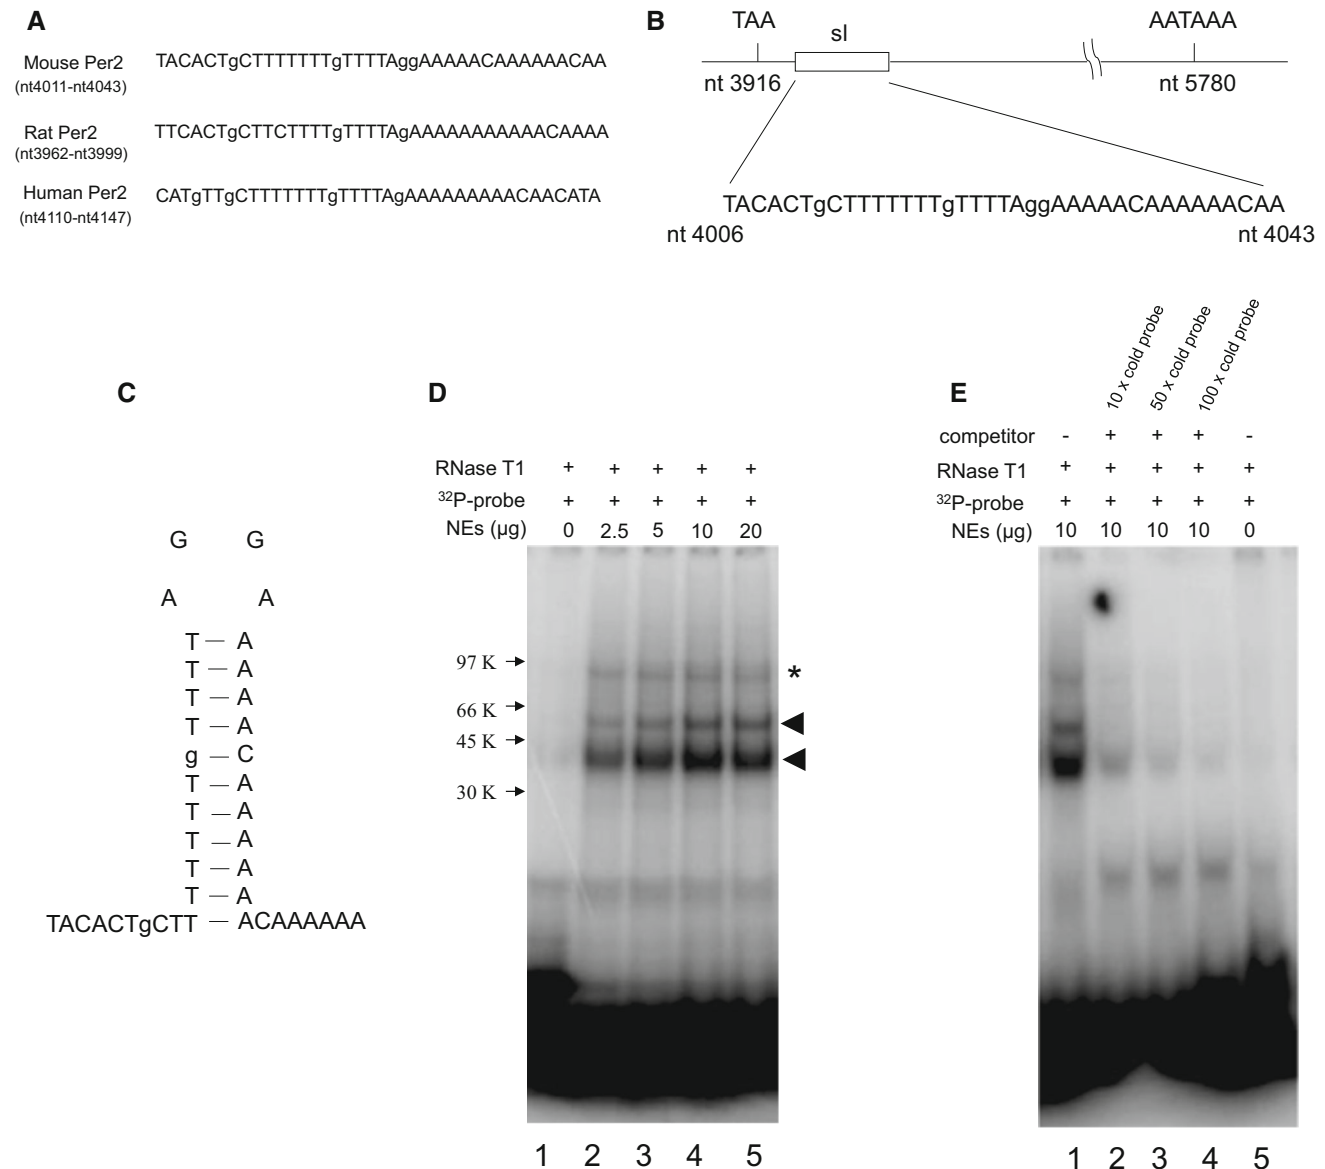 A
Mouse Per2
(nt4011-nt4043)
TACACTgCTTTTTTTgTTTTAggAAAAACAAAAAACAA
Rat Per2
(nt3962-nt3999)
TTCACTgCTTCTTTTgTTTTAgAAAAAAAAAAACAAAA
Human Per2
(nt4110-nt4147)
CATgTTgCTTTTTTTgTTTTAgAAAAAAAAACAACATA
B
TAA
sl
AATAAA
nt 3916
nt 5780
TACACTgCTTTTTTTgTTTTAggAAAAACAAAAAACAA
nt 4006
nt 4043
C
G G
A A
T — A
T — A
T — A
T — A
g — C
T — A
T — A
T — A
T — A
T — A
TACACTgCTT — ACAAAAAA
D
RNase T1 + + + + +
32P-probe + + + + +
NEs (µg) 0 2.5 5 10 20
97 K
*
66 K
45 K
30 K
1 2 3 4 5
E
10 x cold probe
50 x cold probe
100 x cold probe
competitor - + + + -
RNase T1 + + + + +
32P-probe + + + + +
NEs (µg) 10 10 10 10 0
1 2 3 4 5